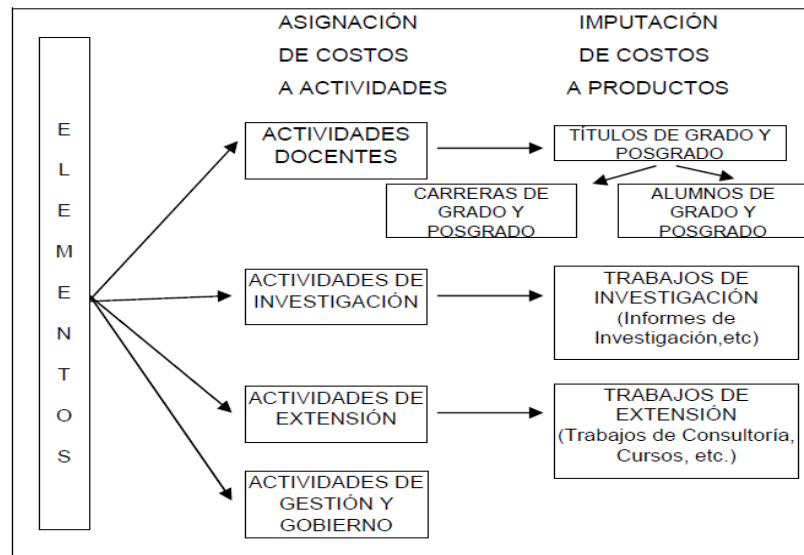 ASIGNACIÓN
DE COSTOS
A ACTIVIDADES
IMPUTACIÓN
DE COSTOS
A PRODUCTOS
E
L
E
M
E
N
T
O
S
ACTIVIDADES
DOCENTES
TÍTULOS DE GRADO Y
POSGRADO
CARRERAS DE
GRADO Y
POSGRADO
ALUMNOS DE
GRADO Y
POSGRADO
ACTIVIDADES DE
INVESTIGACIÓN
TRABAJOS DE
INVESTIGACIÓN
(Informes de
Investigación,etc)
ACTIVIDADES DE
EXTENSIÓN
TRABAJOS DE
EXTENSIÓN
(Trabajos de Consultoría,
Cursos, etc.)
ACTIVIDADES DE
GESTIÓN Y
GOBIERNO